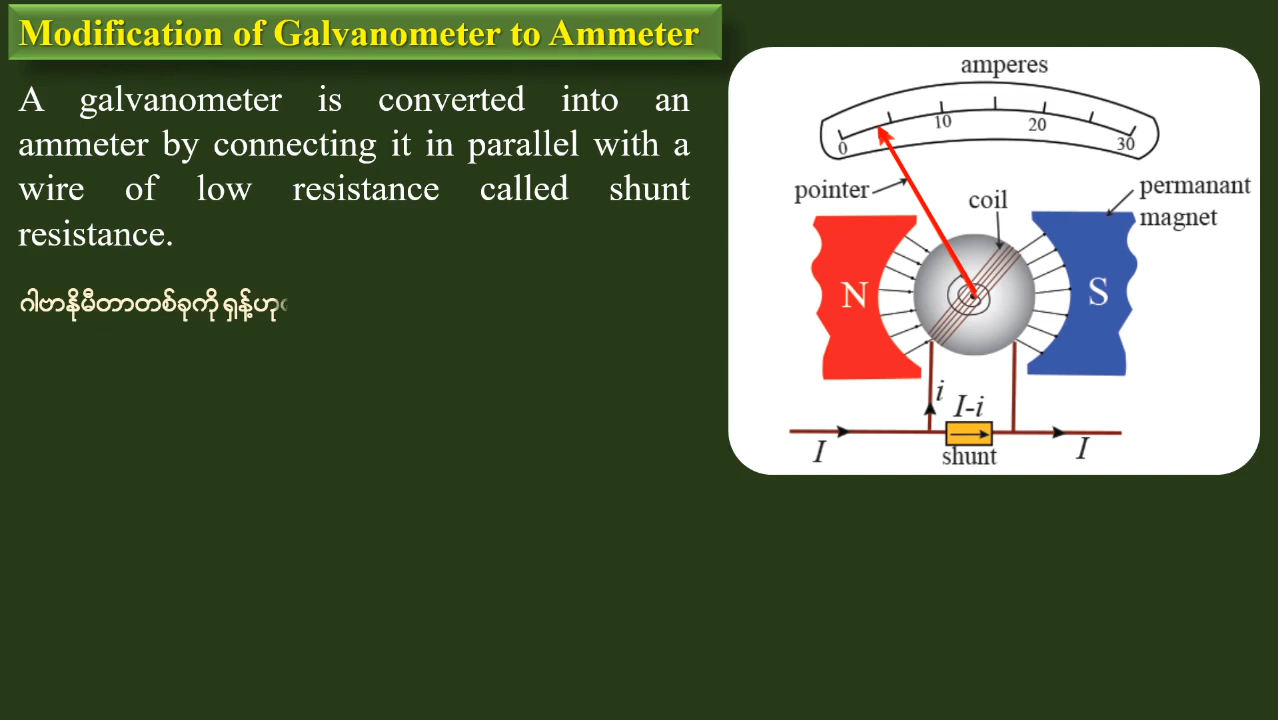 Modification of Galvanometer to Ammeter
A galvanometer is converted into an
ammeter by connecting it in parallel with a
wire of low resistance called shunt
resistance.
ဂါဗာနိုမီတာတစ်ခုကို ရှန့်ဟု
amperes
0 10 20 30
pointer
coil
permanant
magnet
N
S
i
I-i
I
shunt
I